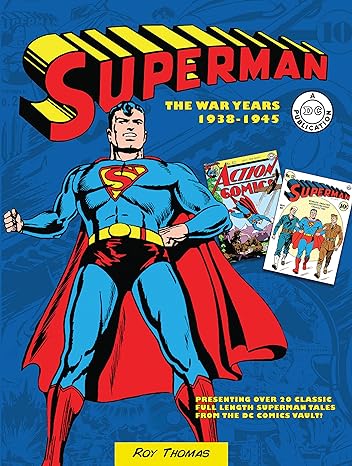 SUPERMAN
THE WAR YEARS
1938-1945
A
DC
PUBLICATION
ACTION
COMICS
SUPERMAN
10¢
S
PRESENTING OVER 20 CLASSIC
FULL LENGTH SUPERMAN TALES
FROM THE DC COMICS VAULT!
ROY THOMAS